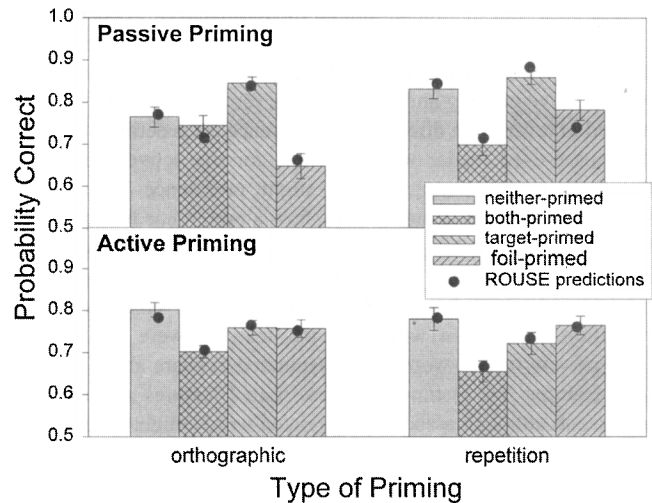 1.0
Passive Priming
0.9
0.8
0.7
0.6
0.5
Active Priming
0.9
0.8
0.7
0.6
0.5
Probability Correct
neither-primed
both-primed
target-primed
foil-primed
ROUSE predictions
orthographic
repetition
Type of Priming